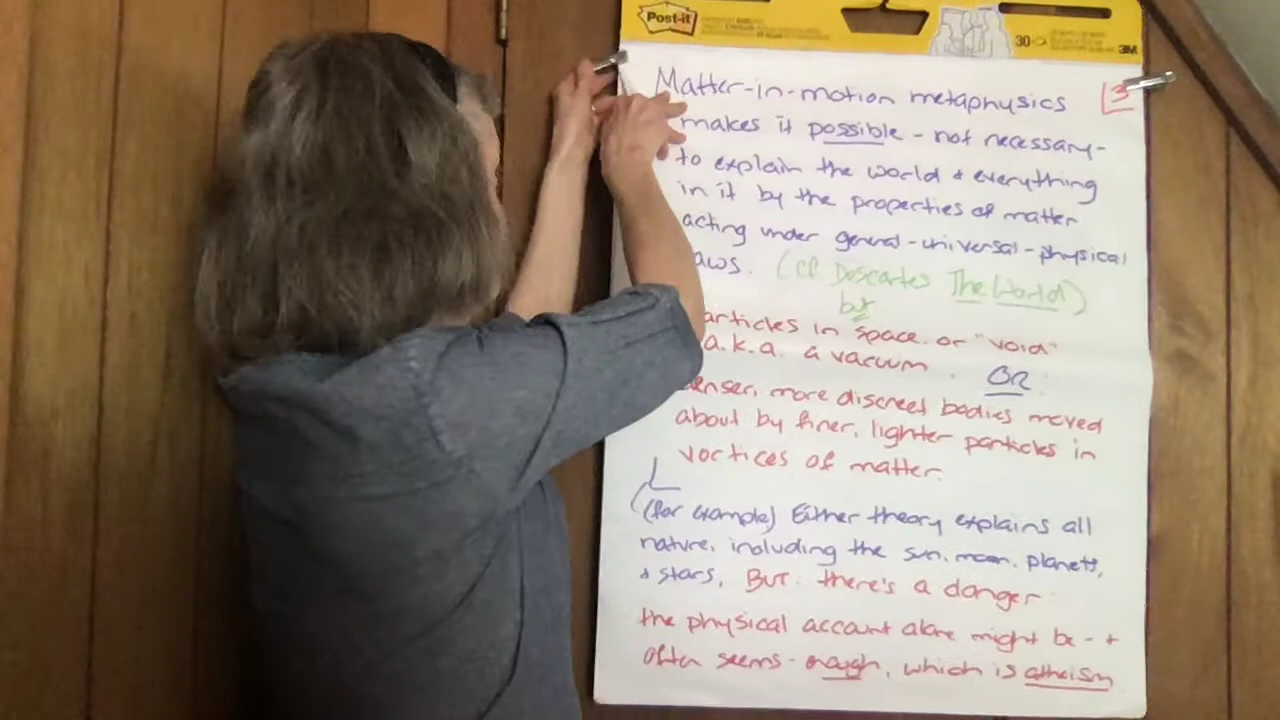 Post-it
30
3M
3
Matter-in-motion metaphysics
makes it possible - not necessary-
to explain the world & everything
in it by the properties of matter
acting under general-universal-physical
aws. (cf Descartes The World)
but
articles in space or "void"
a.k.a. a vacuum. OR:
enser, more discreet bodies moved
about by finer, lighter particles in
vortices of matter.
(for example) Either theory explains all
nature, including the sun, moon, planets,
& stars, BUT: there's a danger:
the physical account alone might be - &
often seems - enough, which is atheism